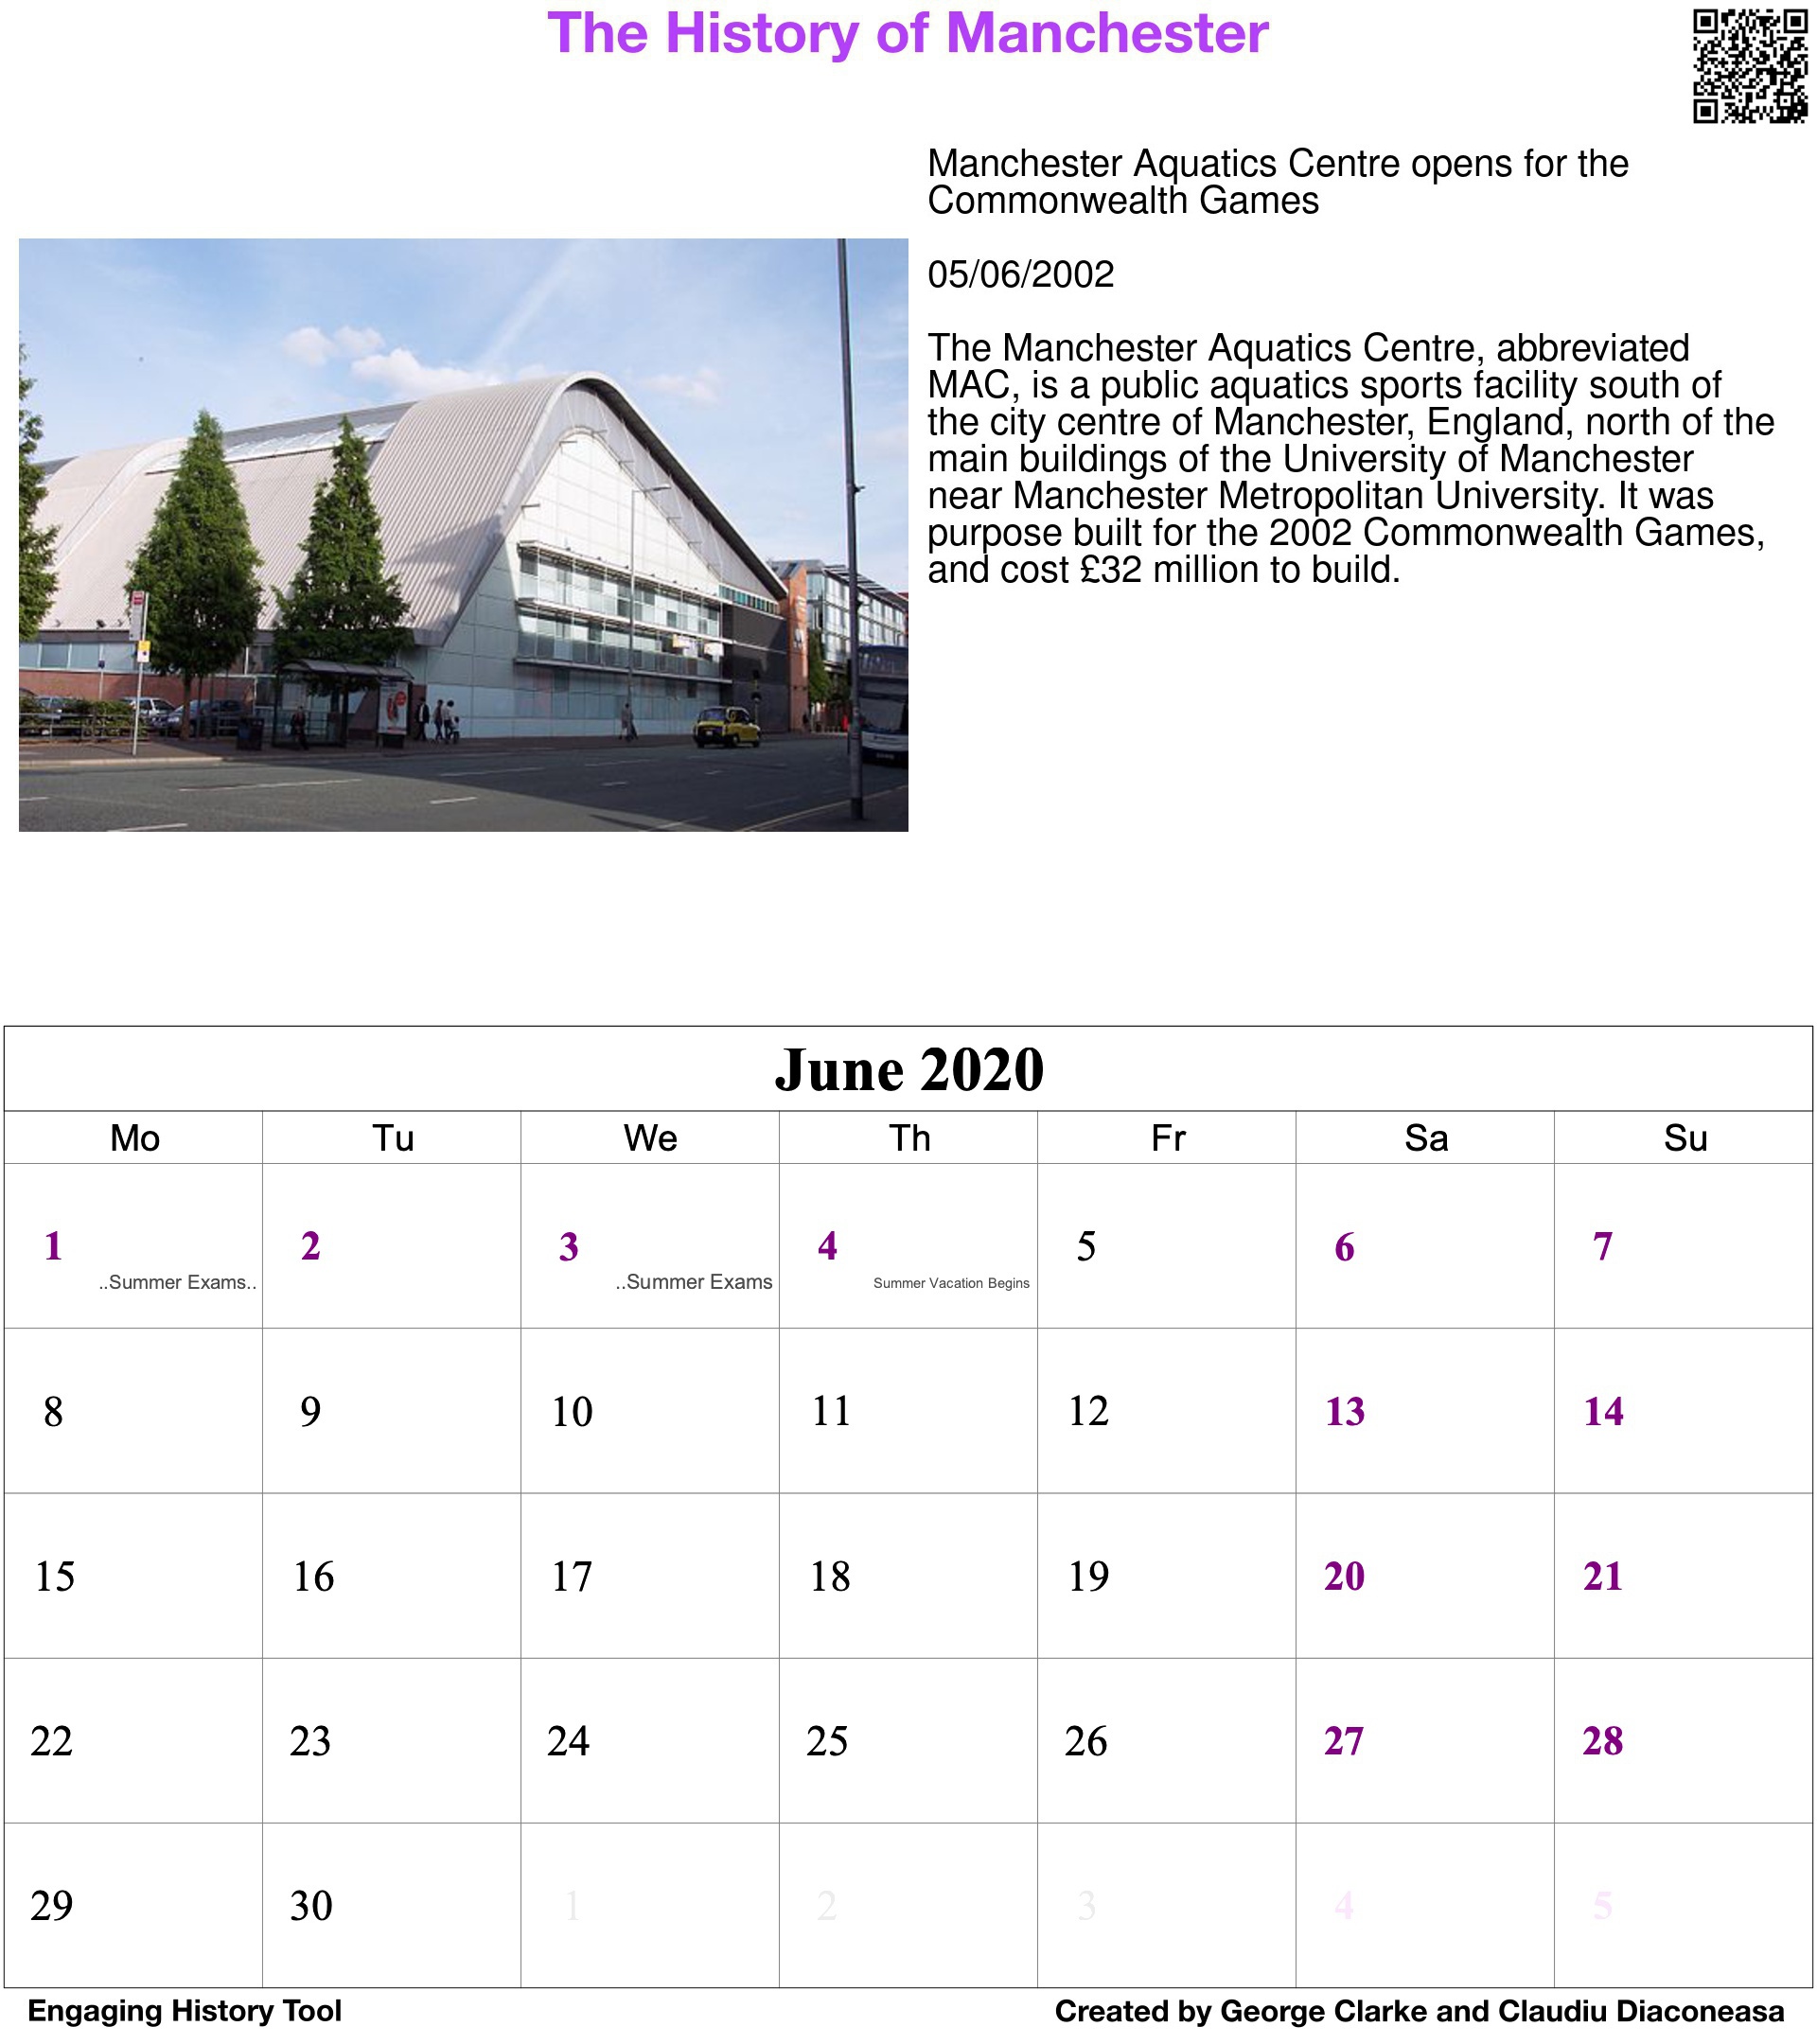 The History of Manchester
Manchester Aquatics Centre opens for the
Commonwealth Games
05/06/2002
The Manchester Aquatics Centre, abbreviated
MAC, is a public aquatics sports facility south of
the city centre of Manchester, England, north of the
main buildings of the University of Manchester
near Manchester Metropolitan University. It was
purpose built for the 2002 Commonwealth Games,
and cost £32 million to build.
June 2020
Mo Tu We Th Fr Sa Su
1 2 3 4 5 6 7
..Summer Exams.. ..Summer Exams Summer Vacation Begins
8 9 10 11 12 13 14
15 16 17 18 19 20 21
22 23 24 25 26 27 28
29 30 1 2 3 4 5
Engaging History Tool Created by George Clarke and Claudiu Diaconeasa